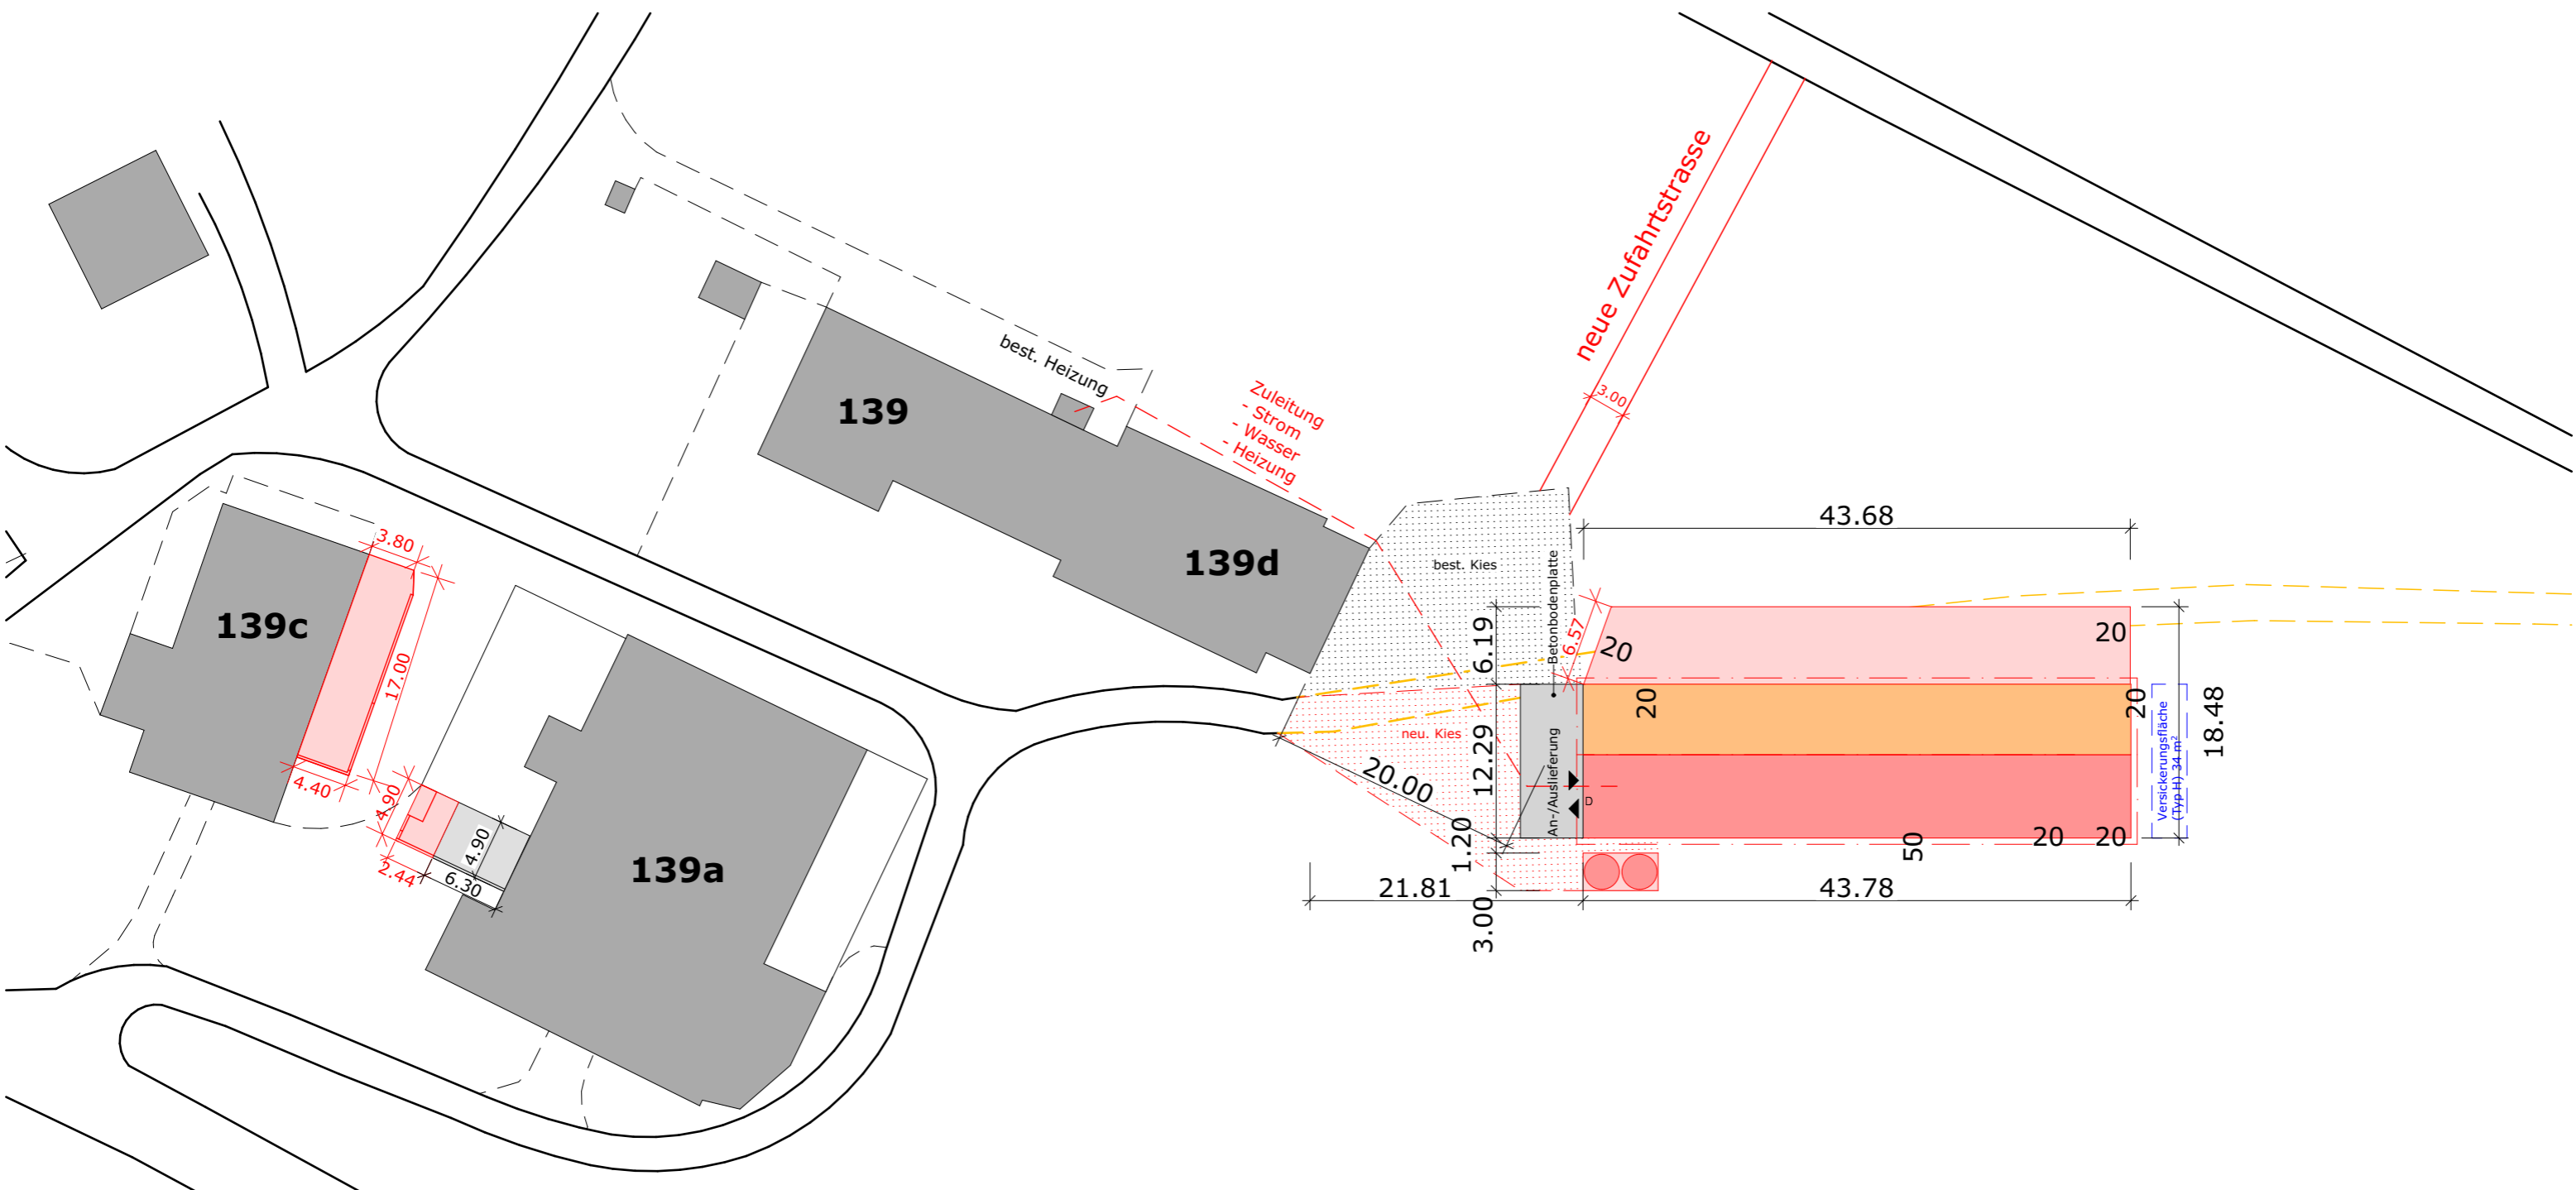 neue Zufahrtstrasse
3.00
best. Heizung
139
Zuleitung
- Strom
- Wasser
- Heizung
139d
43.68
best. Kies
Betonbodenplatte
3.80
139c
17.00
6.57
20
20
6.19
20
20
18.48
Versickerungsfläche
(Typ H) 34 m²
neu. Kies
12.29
20.00
An-/Auslieferung
D
4.40
4.90
4.90
2.44
6.30
139a
1.20
50
20
20
21.81
43.78
3.00